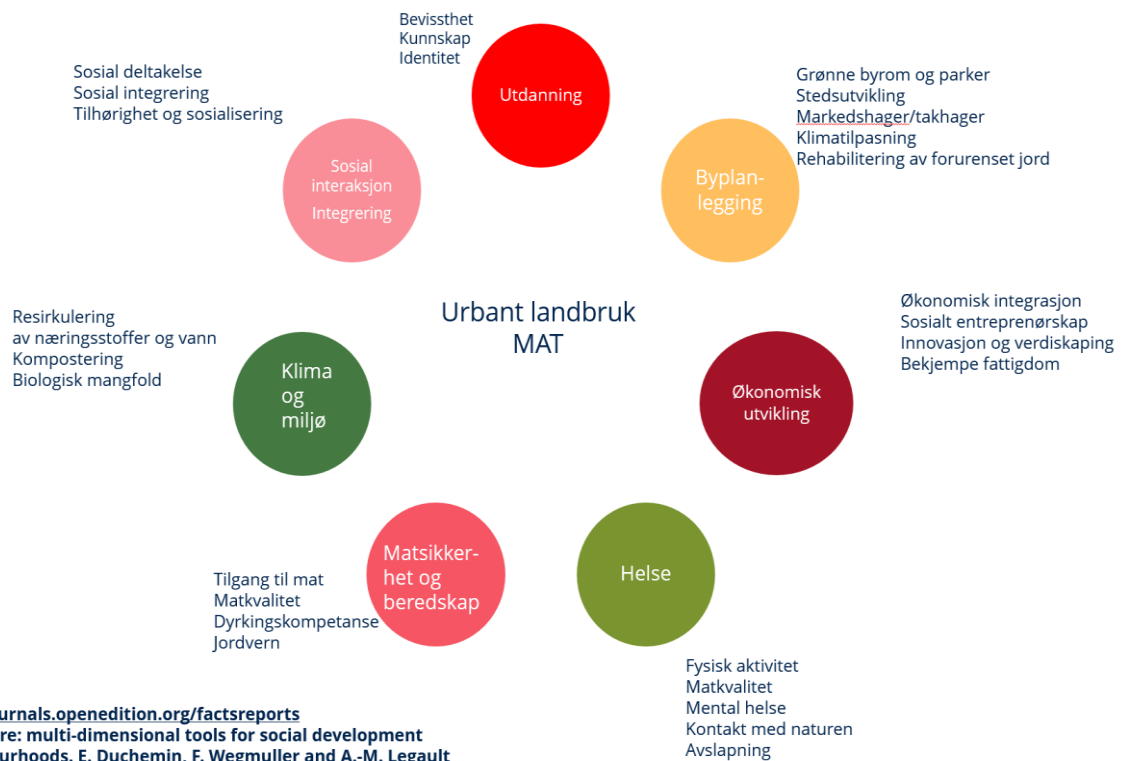 Bevissthet
Kunnskap
Identitet
Utdanning
Sosial deltakelse
Sosial integrering
Tilhørighet og sosialisering
Sosial
interaksjon
Integrering
Grønne byrom og parker
Stedsutvikling
Markedshager/takhager
Klimatilpasning
Rehabilitering av forurenset jord
Byplan-
legging
Urbant landbruk
MAT
Resirkulering
av næringsstoffer og vann
Kompostering
Biologisk mangfold
Klima
og
miljø
Økonomisk integrasjon
Sosialt entreprenørskap
Innovasjon og verdiskaping
Bekjempe fattigdom
Økonomisk
utvikling
Matsikker-
het og
beredskap
Tilgang til mat
Matkvalitet
Dyrkingskompetanse
Jordvern
Helse
Fysisk aktivitet
Matkvalitet
Mental helse
Kontakt med naturen
Avslapning
urnals.openedition.org/factsreports
re: multi-dimensional tools for social development
urhoods. E. Duchemin, F. Wegmuller and A.-M. Legault